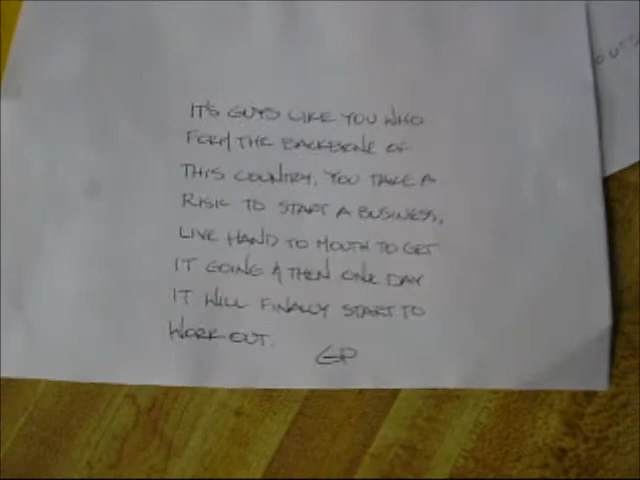 IT'S GUYS LIKE YOU WHO
FORM THE BACKBONE OF
THIS COUNTRY. YOU TAKE A
RISK TO START A BUSINESS,
LIVE HAND TO MOUTH TO GET
IT GOING & THEN ONE DAY
IT WILL FINALLY START TO
WORK OUT.
GP